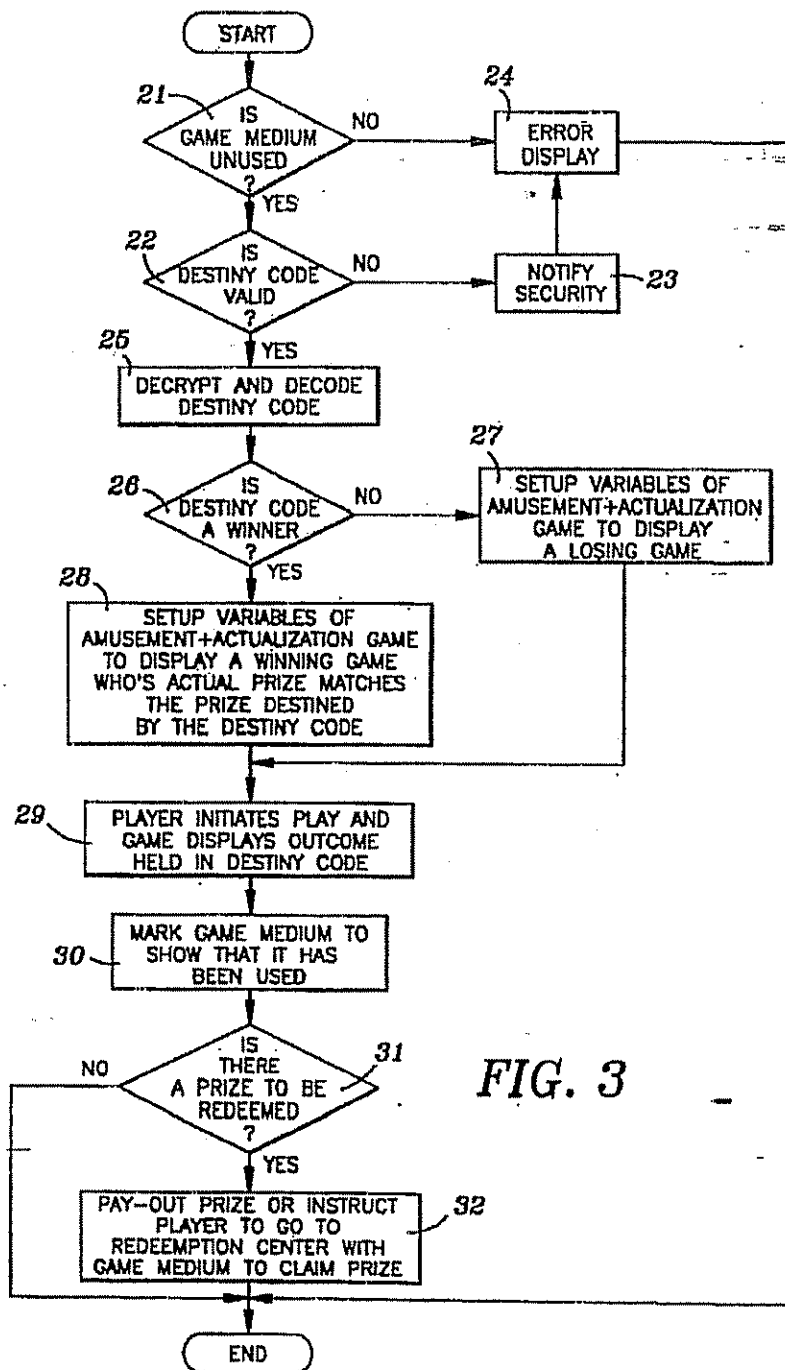 START
21
IS
GAME MEDIUM
UNUSED
?
NO
24
ERROR
DISPLAY
YES
22
IS
DESTINY CODE
VALID
?
NO
NOTIFY
SECURITY
23
YES
25
DECRYPT AND DECODE
DESTINY CODE
26
IS
DESTINY CODE
A WINNER
?
NO
27
SETUP VARIABLES OF
AMUSEMENT+ACTUALIZATION
GAME TO DISPLAY
A LOSING GAME
YES
28
SETUP VARIABLES OF
AMUSEMENT+ACTUALIZATION GAME
TO DISPLAY A WINNING GAME
WHO'S ACTUAL PRIZE MATCHES
THE PRIZE DESTINED
BY THE DESTINY CODE
29
PLAYER INITIATES PLAY AND
GAME DISPLAYS OUTCOME
HELD IN DESTINY CODE
30
MARK GAME MEDIUM TO
SHOW THAT IT HAS
BEEN USED
31
IS
THERE
A PRIZE TO BE
REDEEMED
?
NO
FIG. 3
YES
32
PAY-OUT PRIZE OR INSTRUCT
PLAYER TO GO TO
REDEMPTION CENTER WITH
GAME MEDIUM TO CLAIM PRIZE
END